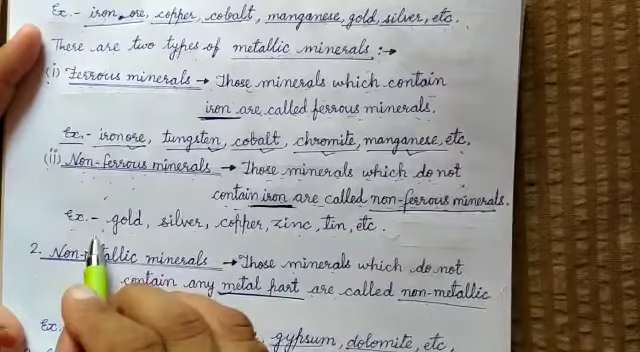 Ex.- iron ore, copper, cobalt, manganese, gold, silver, etc.
There are two types of metallic minerals :→
(i) Ferrous minerals → Those minerals which contain
iron are called ferrous minerals.
Ex.- iron ore, tungsten, cobalt, chromite, manganese, etc.
(ii) Non-ferrous minerals → Those minerals which do not
contain iron are called non-ferrous minerals.
Ex.- gold, silver, copper, zinc, tin, etc.
2. Non-metallic minerals → Those minerals which do not
contain any metal part are called non-metallic
Ex. gypsum, dolomite, etc.